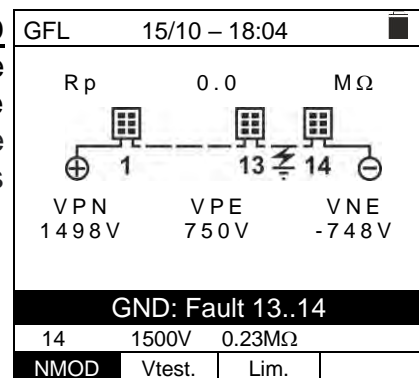 GFL 15/10 – 18:04
Rp 0.0 MΩ
1 13 14
VPN VPE VNE
1498V 750V -748V
GND: Fault 13..14
14 1500V 0.23MΩ
NMOD Vtest. Lim.